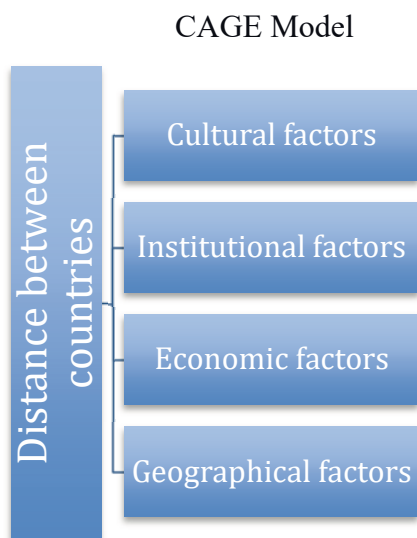 CAGE Model
Distance between
countries
Cultural factors
Institutional factors
Economic factors
Geographical factors